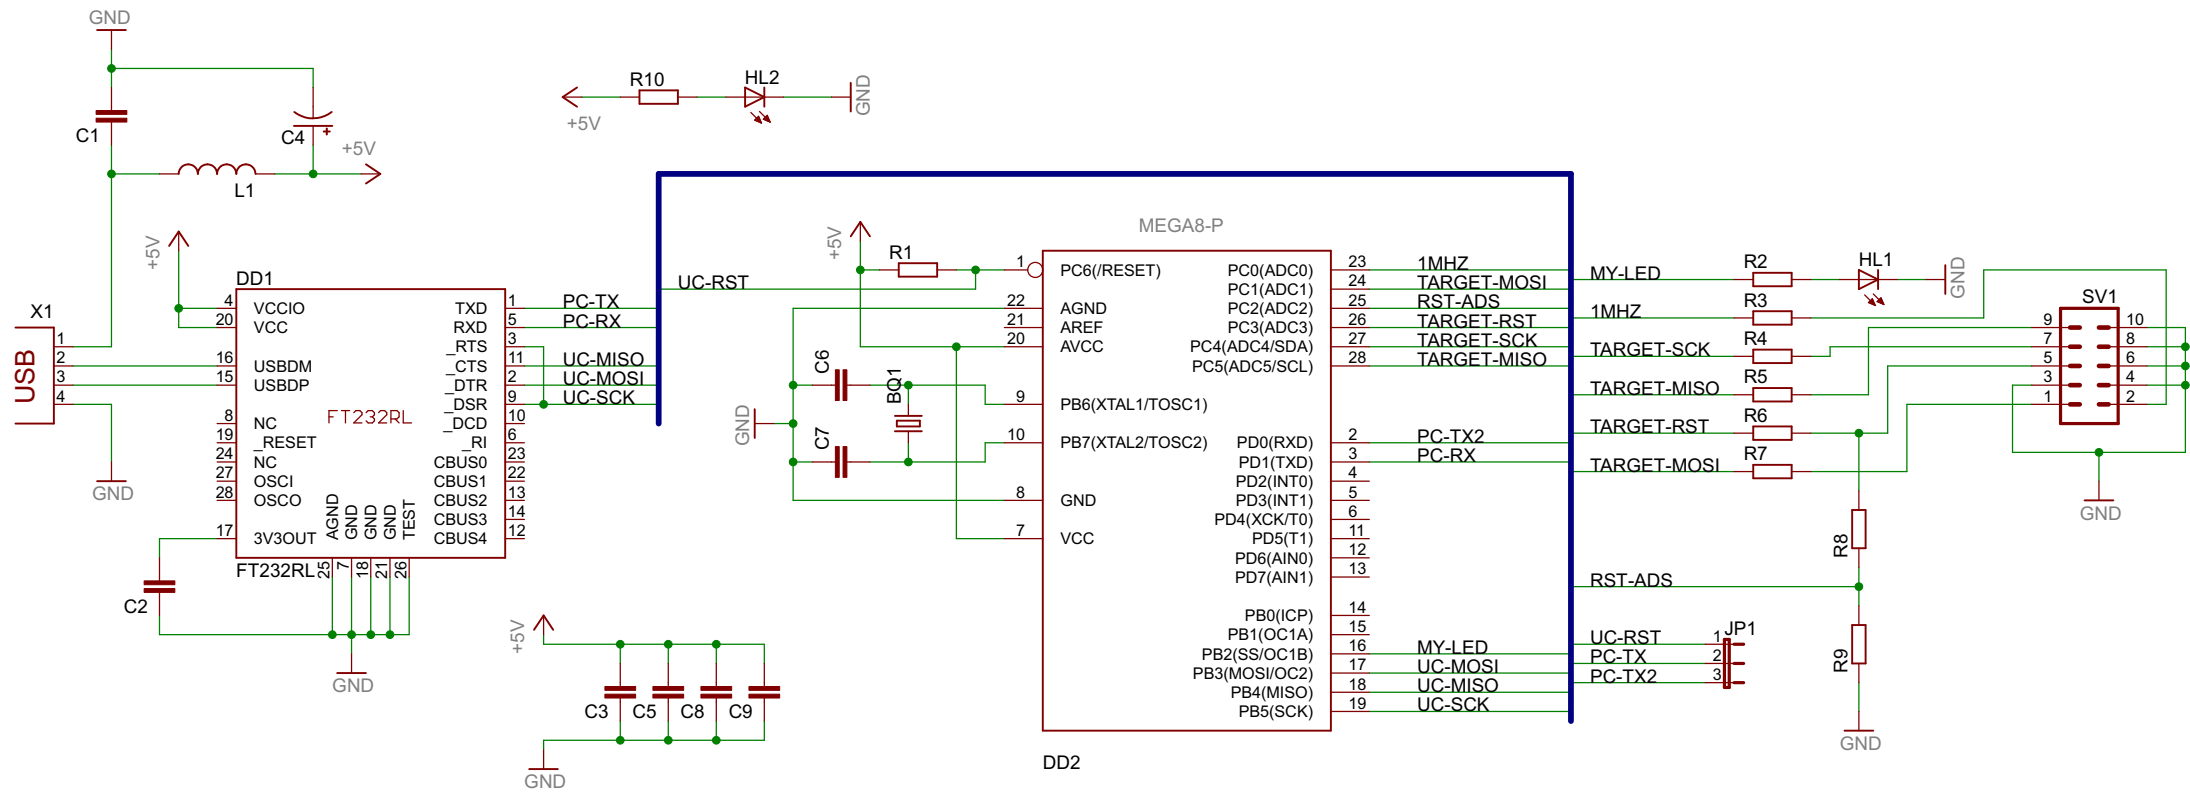 GND
C1
C4
+5V
L1
R10
HL2
+5V
GND
+5V
X1
USB
1
2
3
4
GND
DD1
4 VCCIO
20 VCC
16 USBDM
15 USBDP
8 NC
19 _RESET
24 NC
27 OSCI
28 OSCO
17 3V3OUT
FT232RL
TXD 1 PC-TX
RXD 5 PC-RX
_RTS 3
_CTS 11 UC-MISO
_DTR 2 UC-MOSI
_DSR 9 UC-SCK
_DCD 10
_RI 6
CBUS0 23
CBUS1 22
CBUS2 13
CBUS3 14
CBUS4 12
AGND GND GND GND TEST
FT232RL
25 7 18 21 26
C2
GND
+5V
C3 C5 C8 C9
GND
UC-RST
+5V
R1
MEGA8-P
1 PC6(/RESET)
22 AGND
21 AREF
20 AVCC
9 PB6(XTAL1/TOSC1)
10 PB7(XTAL2/TOSC2)
8 GND
7 VCC
C6
BQ1
C7
GND
PC0(ADC0) 23 1MHZ
PC1(ADC1) 24 TARGET-MOSI
PC2(ADC2) 25 RST-ADS
PC3(ADC3) 26 TARGET-RST
PC4(ADC4/SDA) 27 TARGET-SCK
PC5(ADC5/SCL) 28 TARGET-MISO
PD0(RXD) 2 PC-TX2
PD1(TXD) 3 PC-RX
PD2(INT0) 4
PD3(INT1) 5
PD4(XCK/T0) 6
PD5(T1) 11
PD6(AIN0) 12
PD7(AIN1) 13
PB0(ICP) 14
PB1(OC1A) 15
PB2(SS/OC1B) 16 MY-LED
PB3(MOSI/OC2) 17 UC-MOSI
PB4(MISO) 18 UC-MISO
PB5(SCK) 19 UC-SCK
DD2
MY-LED R2 HL1 GND
1MHZ R3
TARGET-SCK R4
TARGET-MISO R5
TARGET-RST R6
TARGET-MOSI R7
SV1
9 10
7 8
5 6
3 4
1 2
GND
R8
RST-ADS
R9
GND
JP1
UC-RST 1
PC-TX 2
PC-TX2 3